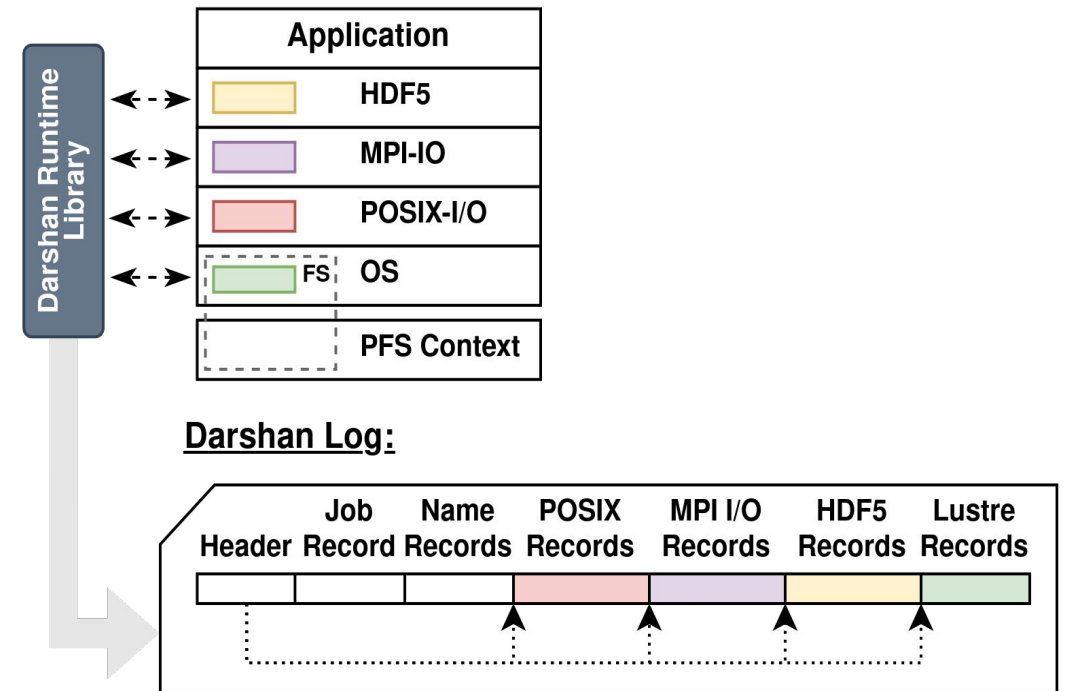 Darshan Runtime
Library
Application
HDF5
MPI-IO
POSIX-I/O
FS OS
PFS Context
Darshan Log:
Job Name POSIX MPI I/O HDF5 Lustre
Header Record Records Records Records Records Records